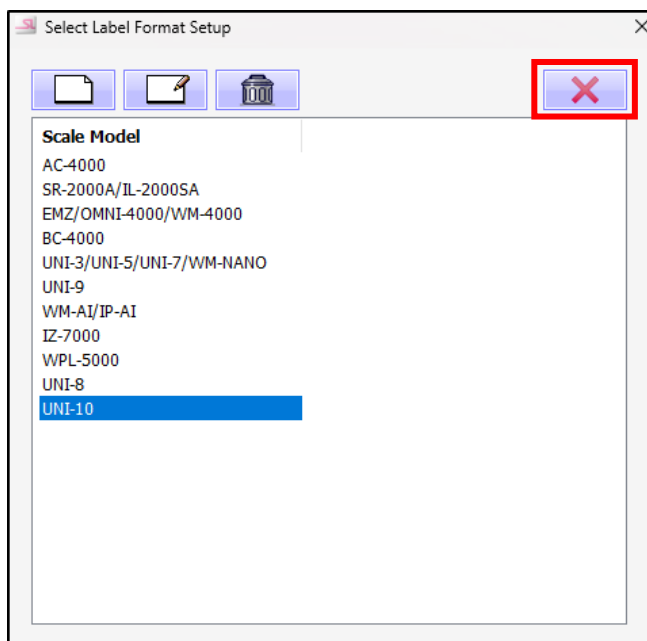 Select Label Format Setup
Scale Model
AC-4000
SR-2000A/IL-2000SA
EMZ/OMNI-4000/WM-4000
BC-4000
UNI-3/UNI-5/UNI-7/WM-NANO
UNI-9
WM-AI/IP-AI
IZ-7000
WPL-5000
UNI-8
UNI-10